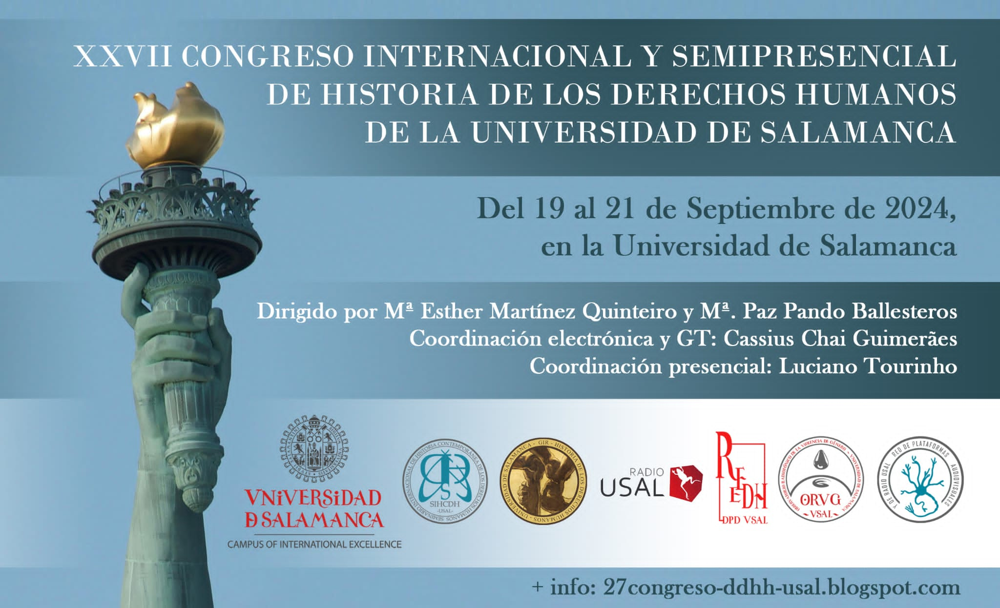 XXVII CONGRESO INTERNACIONAL Y SEMIPRESENCIAL
DE HISTORIA DE LOS DERECHOS HUMANOS
DE LA UNIVERSIDAD DE SALAMANCA
Del 19 al 21 de Septiembre de 2024,
en la Universidad de Salamanca
Dirigido por Mª Esther Martínez Quinteiro y Mª. Paz Pando Ballesteros
Coordinación electrónica y GT: Cassius Chai Guimerães
Coordinación presencial: Luciano Tourinho
VNiVERSiDAD
D SALAMANCA
CAMPUS OF INTERNATIONAL EXCELLENCE
SEMINARIO INTERNACIONAL DE HISTORIA CONTEMPORÁNEA DE LOS DERECHOS HUMANOS
SIHCDH
-USAL-
UNIVERSIDAD DE SALAMANCA - GIR - HISTORIA DE LOS DERECHOS HUMANOS -
RADIO
USAL
REEDH
DPD VSAL
OBSERVATORIO RADIOFÓNICO DE LA VIOLENCIA DE GÉNERO ~ VNIVERSIDAD DE SALAMANCA
ORVG
~VSAL~
RED DE PLATAFORMAS AUDIOVISUALES
Y DE RADIO USAL
+ info: 27congreso-ddhh-usal.blogspot.com